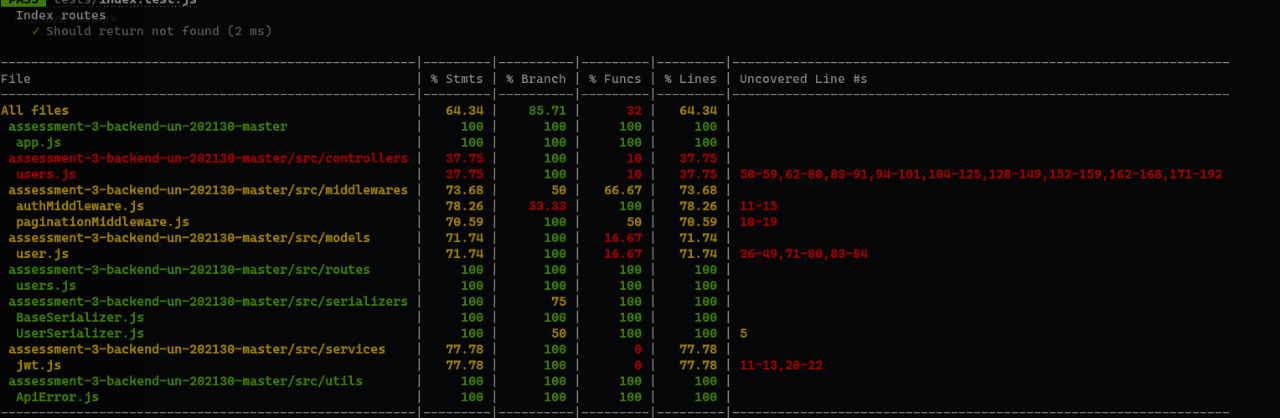 PASS tests/index.test.js
Index routes
✓ Should return not found (2 ms)
File | % Stmts | % Branch | % Funcs | % Lines | Uncovered Line #s
All files | 64.34 | 85.71 | 32 | 64.34 |
assessment-3-backend-un-202130-master | 100 | 100 | 100 | 100 |
app.js | 100 | 100 | 100 | 100 |
assessment-3-backend-un-202130-master/src/controllers | 37.75 | 100 | 10 | 37.75 |
users.js | 37.75 | 100 | 10 | 37.75 | 50-59,62-80,83-91,94-101,104-125,128-149,152-159,162-168,171-192
assessment-3-backend-un-202130-master/src/middlewares | 73.68 | 50 | 66.67 | 73.68 |
authMiddleware.js | 78.26 | 33.33 | 100 | 78.26 | 11-15
paginationMiddleware.js | 70.59 | 100 | 50 | 70.59 | 10-19
assessment-3-backend-un-202130-master/src/models | 71.74 | 100 | 16.67 | 71.74 |
user.js | 71.74 | 100 | 16.67 | 71.74 | 36-49,71-80,83-84
assessment-3-backend-un-202130-master/src/routes | 100 | 100 | 100 | 100 |
users.js | 100 | 100 | 100 | 100 |
assessment-3-backend-un-202130-master/src/serializers | 100 | 75 | 100 | 100 |
BaseSerializer.js | 100 | 100 | 100 | 100 |
UserSerializer.js | 100 | 50 | 100 | 100 | 5
assessment-3-backend-un-202130-master/src/services | 77.78 | 100 | 0 | 77.78 |
jwt.js | 77.78 | 100 | 0 | 77.78 | 11-13,20-22
assessment-3-backend-un-202130-master/src/utils | 100 | 100 | 100 | 100 |
ApiError.js | 100 | 100 | 100 | 100 |